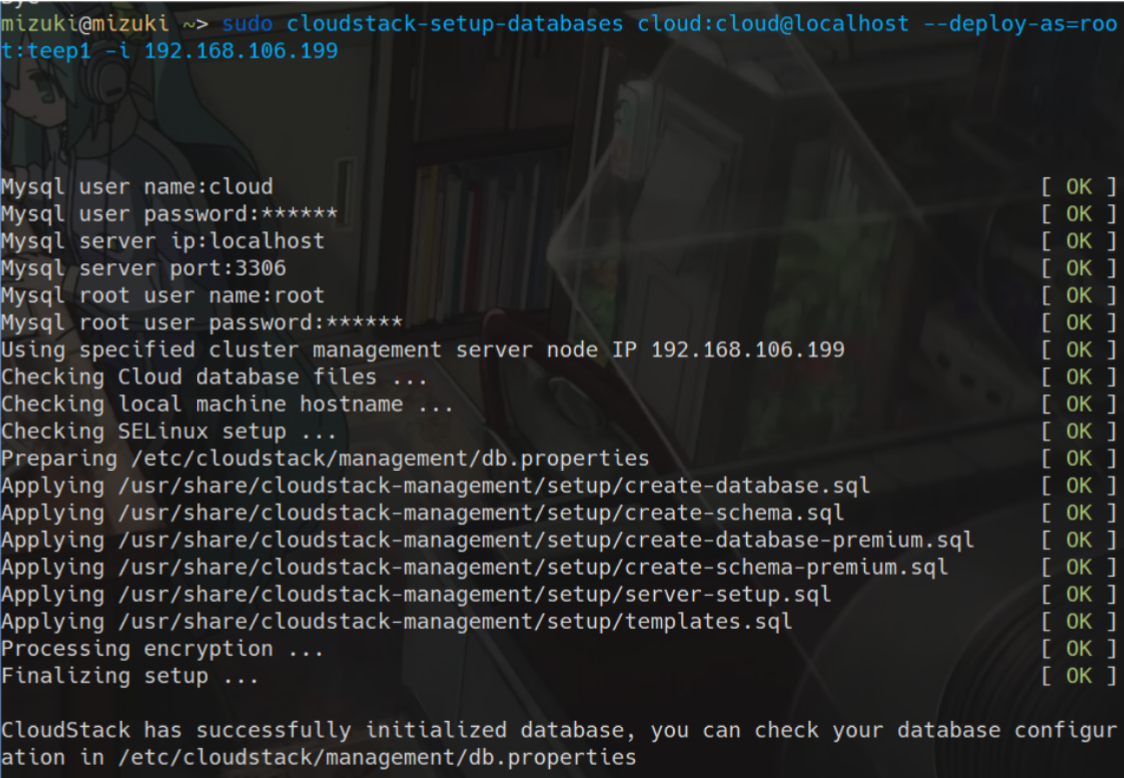 mizuki@mizuki ~> sudo cloudstack-setup-databases cloud:cloud@localhost --deploy-as=roo
t:teep1 -i 192.168.106.199
Mysql user name:cloud [ OK ]
Mysql user password:****** [ OK ]
Mysql server ip:localhost [ OK ]
Mysql server port:3306 [ OK ]
Mysql root user name:root [ OK ]
Mysql root user password:****** [ OK ]
Using specified cluster management server node IP 192.168.106.199 [ OK ]
Checking Cloud database files ... [ OK ]
Checking local machine hostname ... [ OK ]
Checking SELinux setup ... [ OK ]
Preparing /etc/cloudstack/management/db.properties [ OK ]
Applying /usr/share/cloudstack-management/setup/create-database.sql [ OK ]
Applying /usr/share/cloudstack-management/setup/create-schema.sql [ OK ]
Applying /usr/share/cloudstack-management/setup/create-database-premium.sql [ OK ]
Applying /usr/share/cloudstack-management/setup/create-schema-premium.sql [ OK ]
Applying /usr/share/cloudstack-management/setup/server-setup.sql [ OK ]
Applying /usr/share/cloudstack-management/setup/templates.sql [ OK ]
Processing encryption ... [ OK ]
Finalizing setup ... [ OK ]
CloudStack has successfully initialized database, you can check your database configur
ation in /etc/cloudstack/management/db.properties